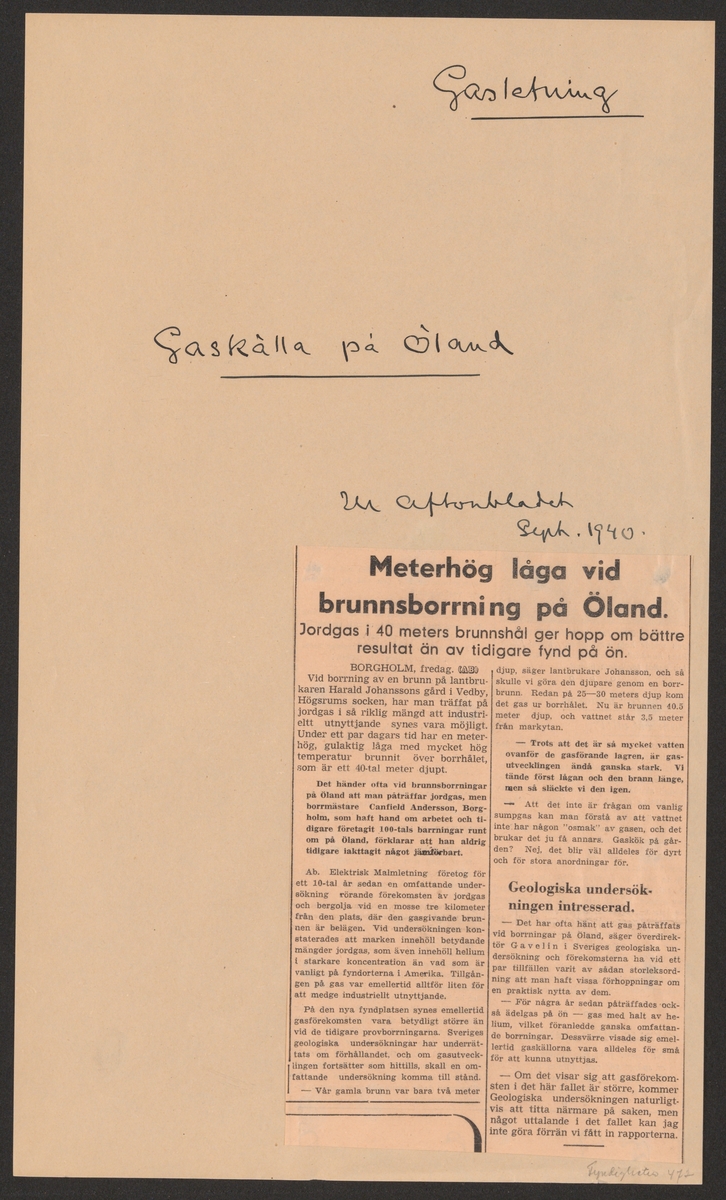 Gasletning
Gaskälla på Öland
Ur Aftonbladet
Sept. 1940.
Meterhög låga vid
brunnsborrning på Öland.
Jordgas i 40 meters brunnshål ger hopp om bättre
resultat än av tidigare fynd på ön.
BORGHOLM, fredag. (AB)
Vid borrning av en brunn på lantbru-
karen Harald Johanssons gård i Vedby,
Högsrums socken, har man träffat på
jordgas i så riklig mängd att industri-
ellt utnyttjande synes vara möjligt.
Under ett par dagars tid har en meter-
hög, gulaktig låga med mycket hög
temperatur brunnit över borrhålet,
som är ett 40-tal meter djupt.
Det händer ofta vid brunnsborrningar
på Öland att man påträffar jordgas, men
borrmästare Canfield Andersson, Borg-
holm, som haft hand om arbetet och ti-
digare företagit 100-tals barrningar runt
om på Öland, förklarar att han aldrig
tidigare iakttagit något jämförbart.
Ab. Elektrisk Malmletning företog för
ett 10-tal år sedan en omfattande under-
sökning rörande förekomsten av jordgas
och bergolja vid en mosse tre kilometer
från den plats, där den gasgivande brun-
nen är belägen. Vid undersökningen kon-
staterades att marken innehöll betydande
mängder jordgas, som även innehöll helium
i starkare koncentration än vad som är
vanligt på fyndorterna i Amerika. Tillgån-
gen på gas var emellertid alltför liten för
att medge industriellt utnyttjande.
På den nya fyndplatsen synes emellertid
gasförekomsten vara betydligt större än
vid de tidigare provborrningarna. Sveriges
geologiska undersökningar har underrät-
tats om förhållandet, och om gasutveck-
lingen fortsätter som hittills, skall en om-
fattande undersökning komma till stånd.
— Vår gamla brunn var bara två meter
djup, säger lantbrukare Johansson, och så
skulle vi göra den djupare genom en borr-
brunn. Redan på 25—30 meters djup kom
det gas ur borrhålet. Nu är brunnen 40.5
meter djup, och vattnet står 3,5 meter
från markytan.
— Trots att det är så mycket vatten
ovanför de gasförande lagren, är gas-
utvecklingen ändå ganska stark. Vi
tände först lågan och den brann länge,
men så släckte vi den igen.
— Att det inte är frågan om vanlig
sumpgas kan man förstå av att vattnet
inte har någon "osmak" av gasen, och det
brukar det ju få annars. Gaskök på går-
den? Nej, det blir väl alldeles för dyrt
och för stora anordningar för.
Geologiska undersök-
ningen intresserad.
— Det har ofta hänt att gas påträffats
vid borrningar på Öland, säger överdirek-
tör Gavelin i Sveriges geologiska un-
dersökning och förekomsterna ha vid ett
par tillfällen varit av sådan storleksord-
ning att man haft vissa förhoppningar om
en praktisk nytta av dem.
— För några år sedan påträffades ock-
så ädelgas på ön — gas med halt av he-
lium, vilket föranledde ganska omfattan-
de borrningar. Dessvärre visade sig emel-
lertid gaskällorna vara alldeles för små
för att kunna utnyttjas.
— Om det visar sig att gasförekom-
sten i det här fallet är större, kommer
Geologiska undersökningen naturligt-
vis att titta närmare på saken, men
något uttalande i det fallet kan jag
inte göra förrän vi fått in rapporterna.